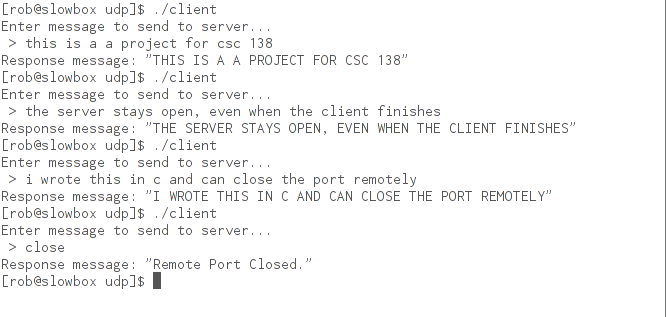 [rob@slowbox udp]$ ./client
Enter message to send to server...
 > this is a a project for csc 138
Response message: "THIS IS A A PROJECT FOR CSC 138"
[rob@slowbox udp]$ ./client
Enter message to send to server...
 > the server stays open, even when the client finishes
Response message: "THE SERVER STAYS OPEN, EVEN WHEN THE CLIENT FINISHES"
[rob@slowbox udp]$ ./client
Enter message to send to server...
 > i wrote this in c and can close the port remotely
Response message: "I WROTE THIS IN C AND CAN CLOSE THE PORT REMOTELY"
[rob@slowbox udp]$ ./client
Enter message to send to server...
 > close
Response message: "Remote Port Closed."
[rob@slowbox udp]$